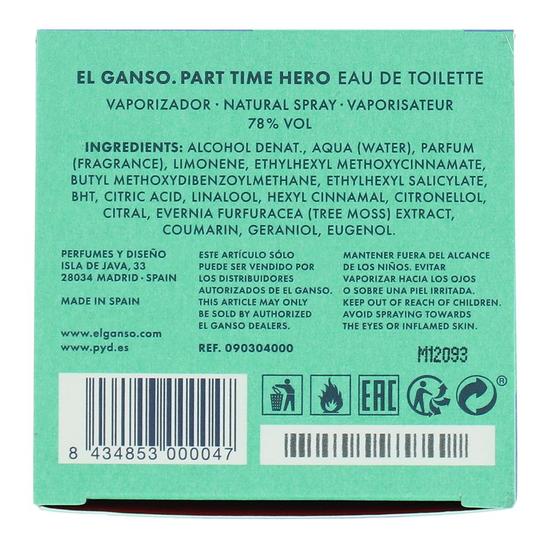 EL GANSO. PART TIME HERO EAU DE TOILETTE
VAPORIZADOR · NATURAL SPRAY · VAPORISATEUR
78% VOL
INGREDIENTS: ALCOHOL DENAT., AQUA (WATER), PARFUM
(FRAGRANCE), LIMONENE, ETHYLHEXYL METHOXYCINNAMATE,
BUTYL METHOXYDIBENZOYLMETHANE, ETHYLHEXYL SALICYLATE,
BHT, CITRIC ACID, LINALOOL, HEXYL CINNAMAL, CITRONELLOL,
CITRAL, EVERNIA FURFURACEA (TREE MOSS) EXTRACT,
COUMARIN, GERANIOL, EUGENOL.
PERFUMES Y DISEÑO
ISLA DE JAVA, 33
28034 MADRID · SPAIN
MADE IN SPAIN
www.elganso.com
www.pyd.es
ESTE ARTÍCULO SÓLO
PUEDE SER VENDIDO POR
LOS DISTRIBUIDORES
AUTORIZADOS DE EL GANSO.
THIS ARTICLE MAY ONLY
BE SOLD BY AUTHORIZED
EL GANSO DEALERS.
REF. 090304000
MANTENER FUERA DEL ALCANCE
DE LOS NIÑOS. EVITAR
VAPORIZAR HACIA LOS OJOS
O SOBRE UNA PIEL IRRITADA.
KEEP OUT OF REACH OF CHILDREN.
AVOID SPRAYING TOWARDS
THE EYES OR INFLAMED SKIN.
M12093
EAC
®
8 434853 000047